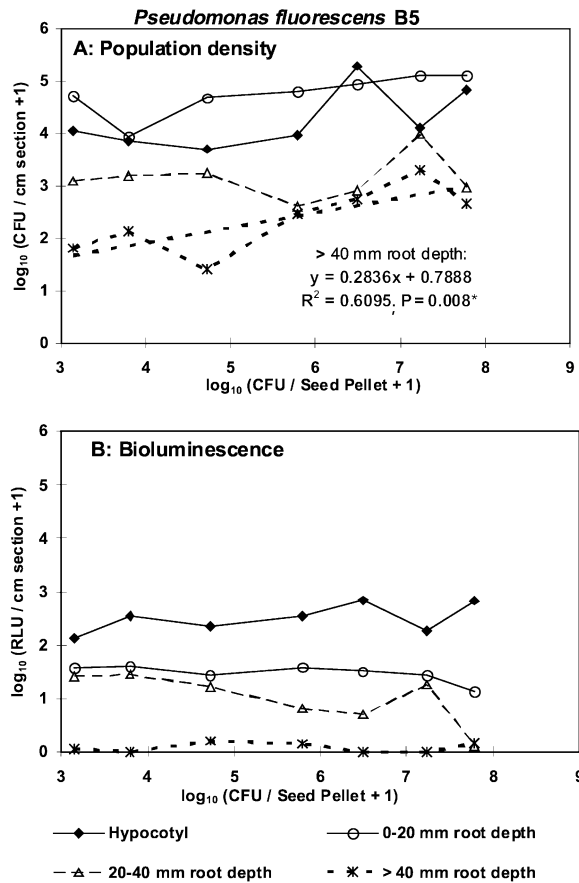 Pseudomonas fluorescens B5
A: Population density
6
5
4
3
2
1
0
log10 (CFU / cm section +1)
> 40 mm root depth:
y = 0.2836x + 0.7888
R2 = 0.6095, P = 0.008*
3 4 5 6 7 8 9
log10 (CFU / Seed Pellet + 1)
B: Bioluminescence
6
5
4
3
2
1
0
log10 (RLU / cm section +1)
3 4 5 6 7 8 9
log10 (CFU / Seed Pellet + 1)
Hypocotyl 0-20 mm root depth
20-40 mm root depth > 40 mm root depth